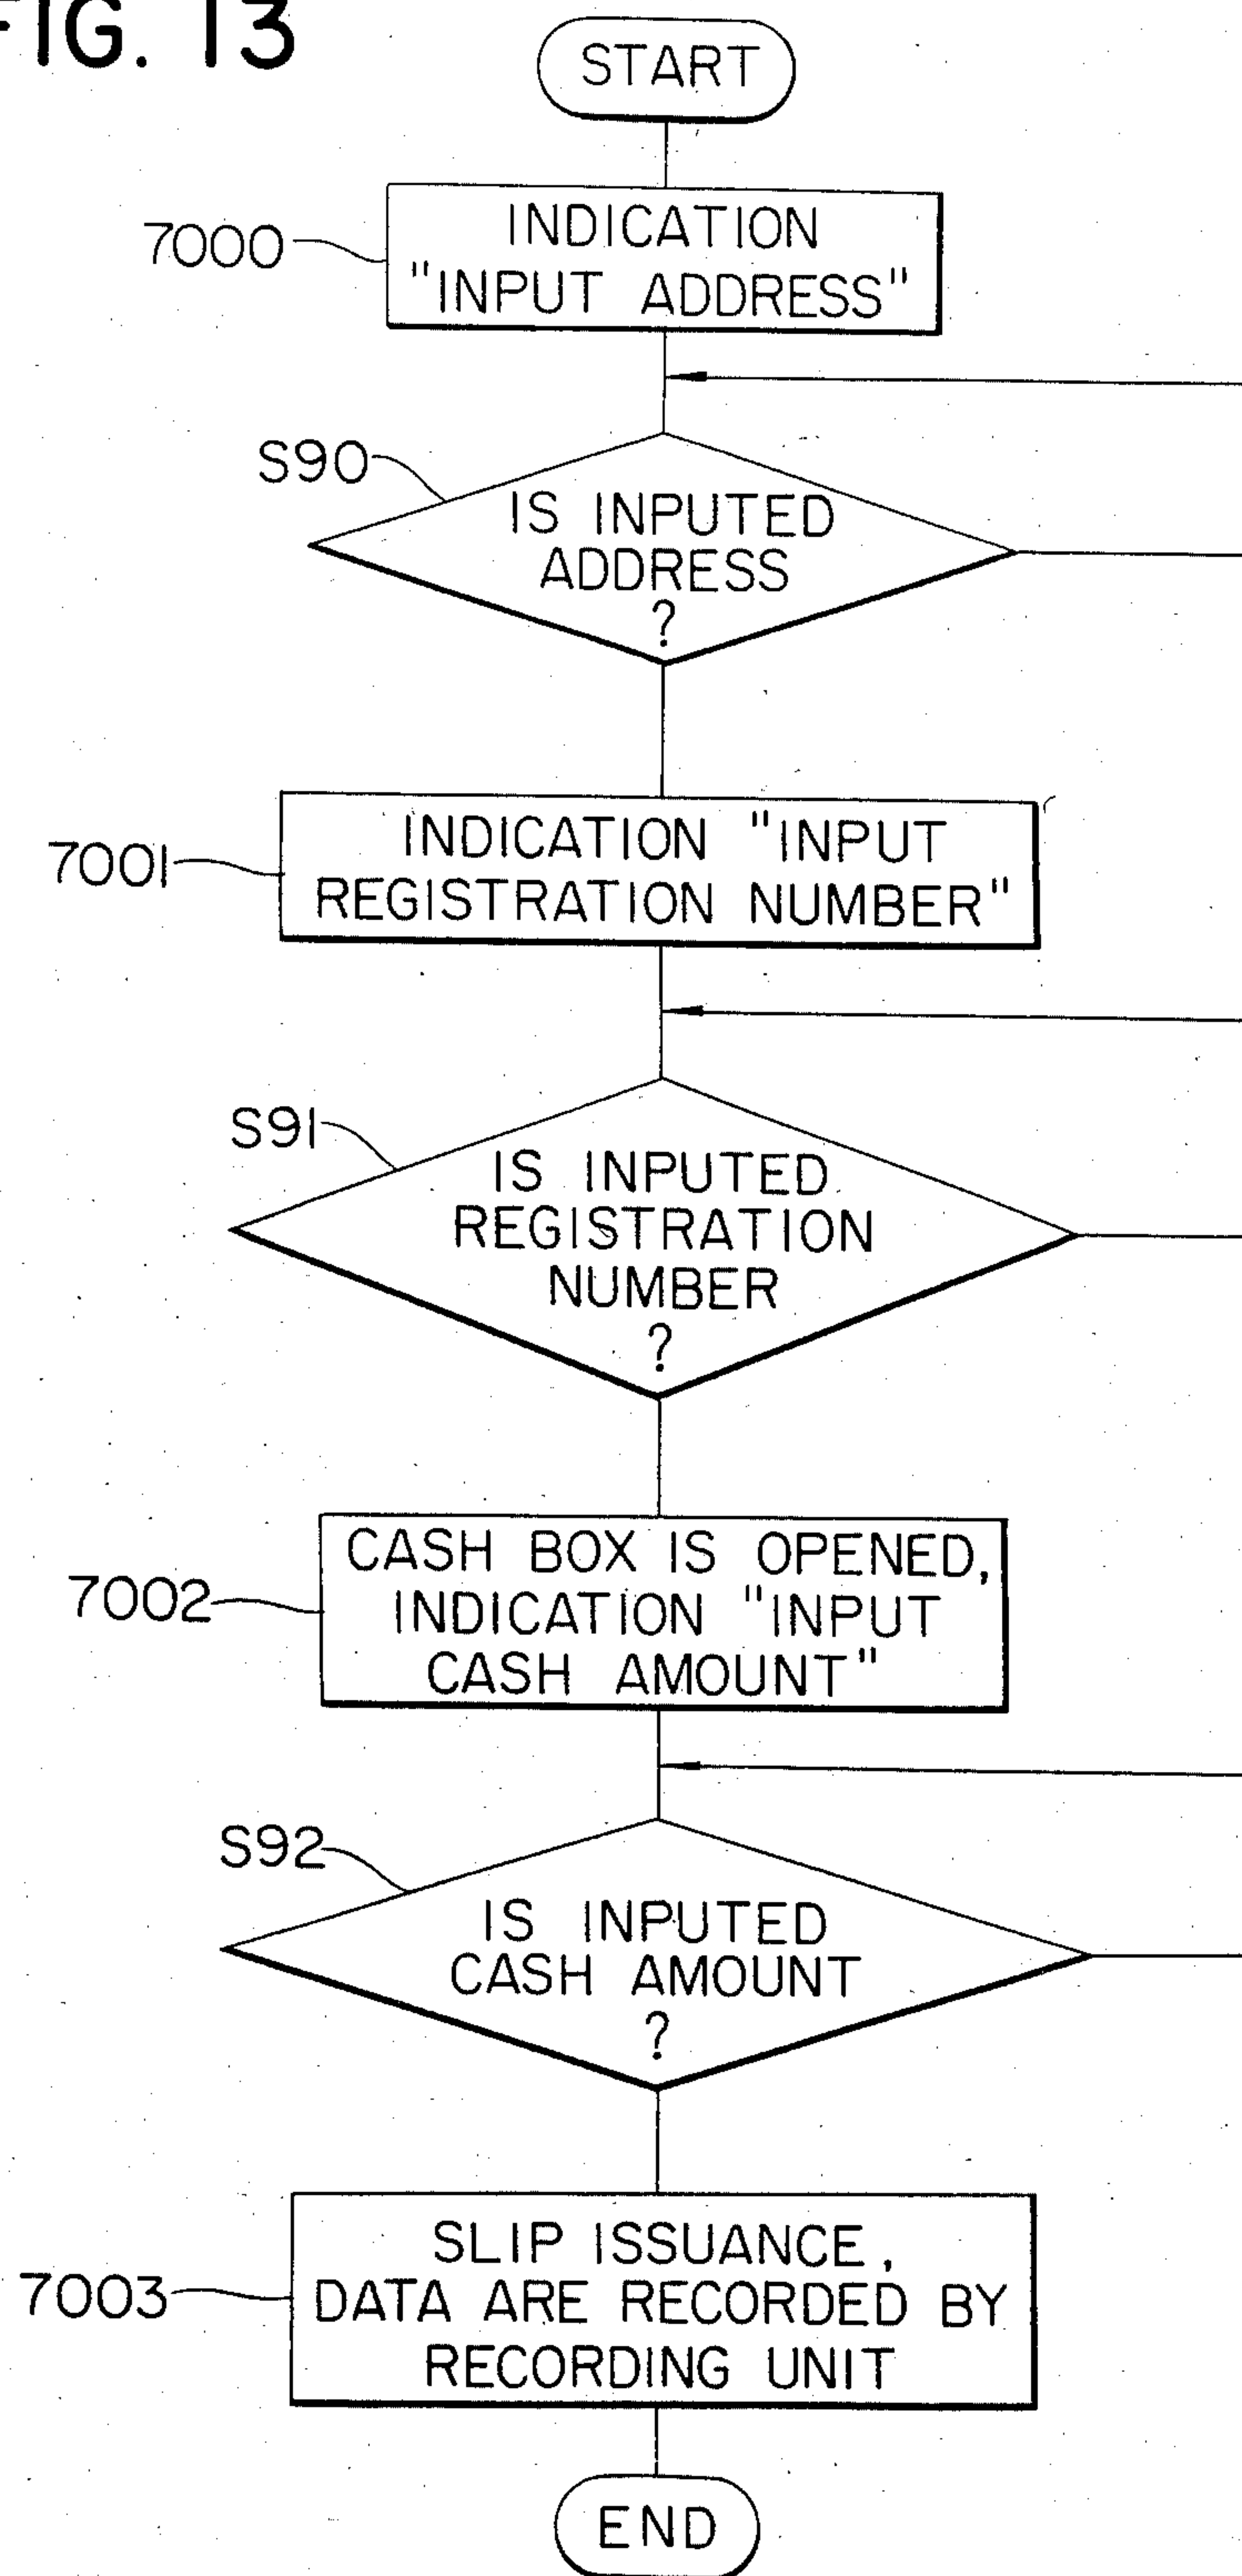 FIG. 13
START
7000
INDICATION
"INPUT ADDRESS"
S90
IS INPUTED
ADDRESS
?
7001
INDICATION "INPUT
REGISTRATION NUMBER"
S91
IS INPUTED
REGISTRATION
NUMBER
?
7002
CASH BOX IS OPENED,
INDICATION "INPUT
CASH AMOUNT"
S92
IS INPUTED
CASH AMOUNT
?
7003
SLIP ISSUANCE,
DATA ARE RECORDED BY
RECORDING UNIT
END